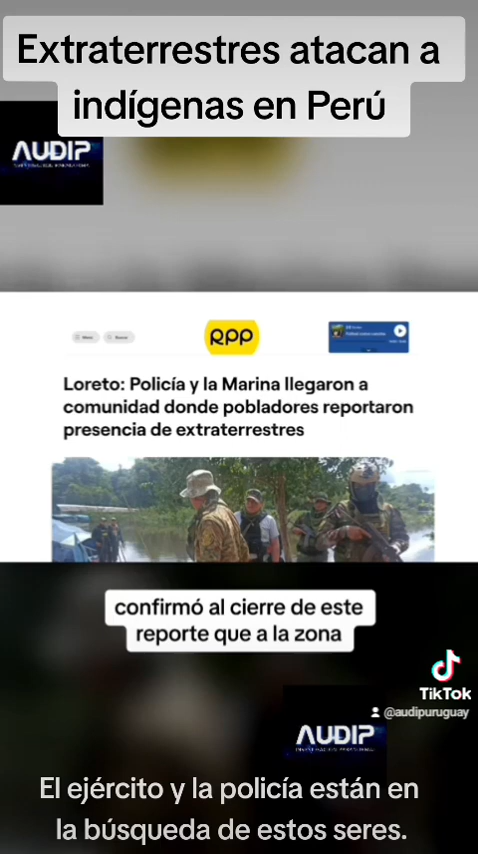 Extraterrestres atacan a
indígenas en Perú
AUDIP
RPP
Loreto: Policía y la Marina llegaron a
comunidad donde pobladores reportaron
presencia de extraterrestres
confirmó al cierre de este
reporte que a la zona
TikTok
@audipuruguay
AUDIP
El ejército y la policía están en
la búsqueda de estos seres.